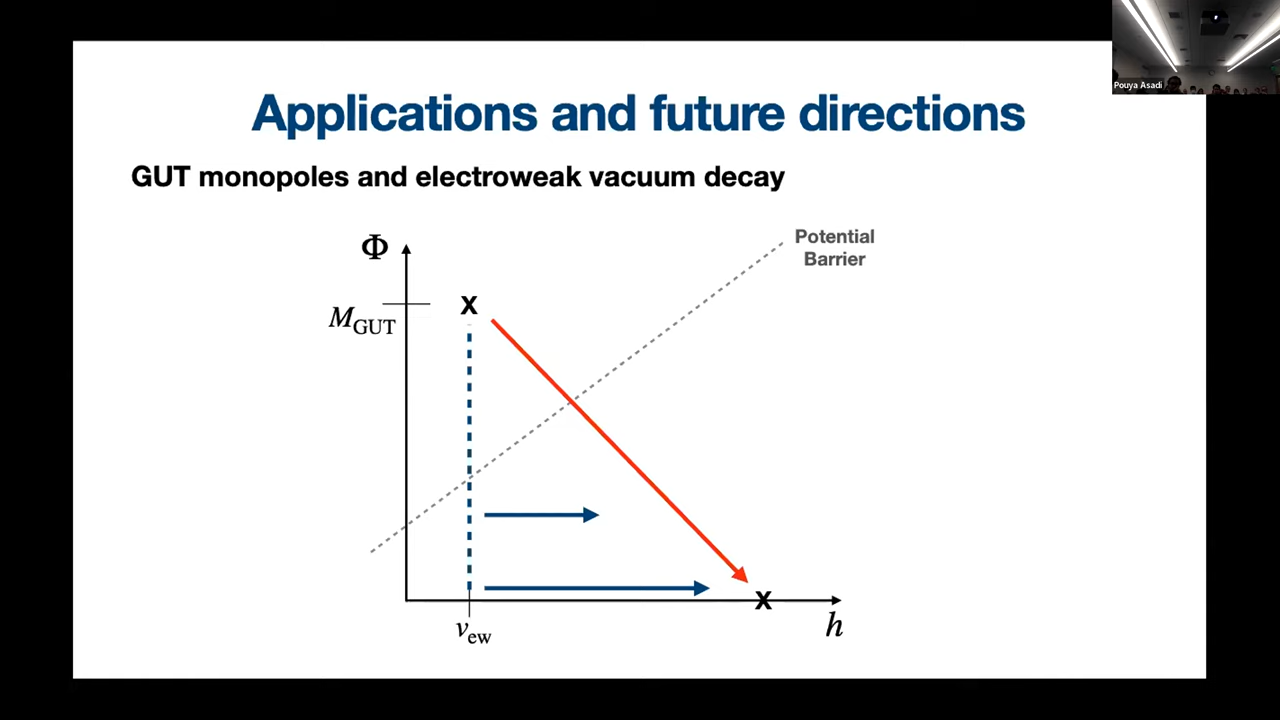 Applications and future directions
GUT monopoles and electroweak vacuum decay
Potential
Barrier
Φ
M_GUT
x
x
v_ew
h
Pouya Asadi